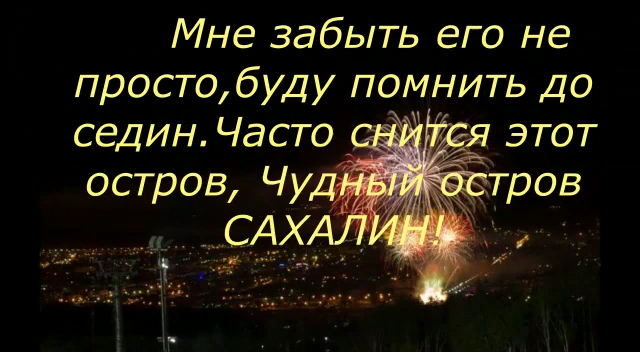 Мне забыть его не
просто,буду помнить до
седин.Часто снится этот
остров, Чудный остров
САХАЛИН!